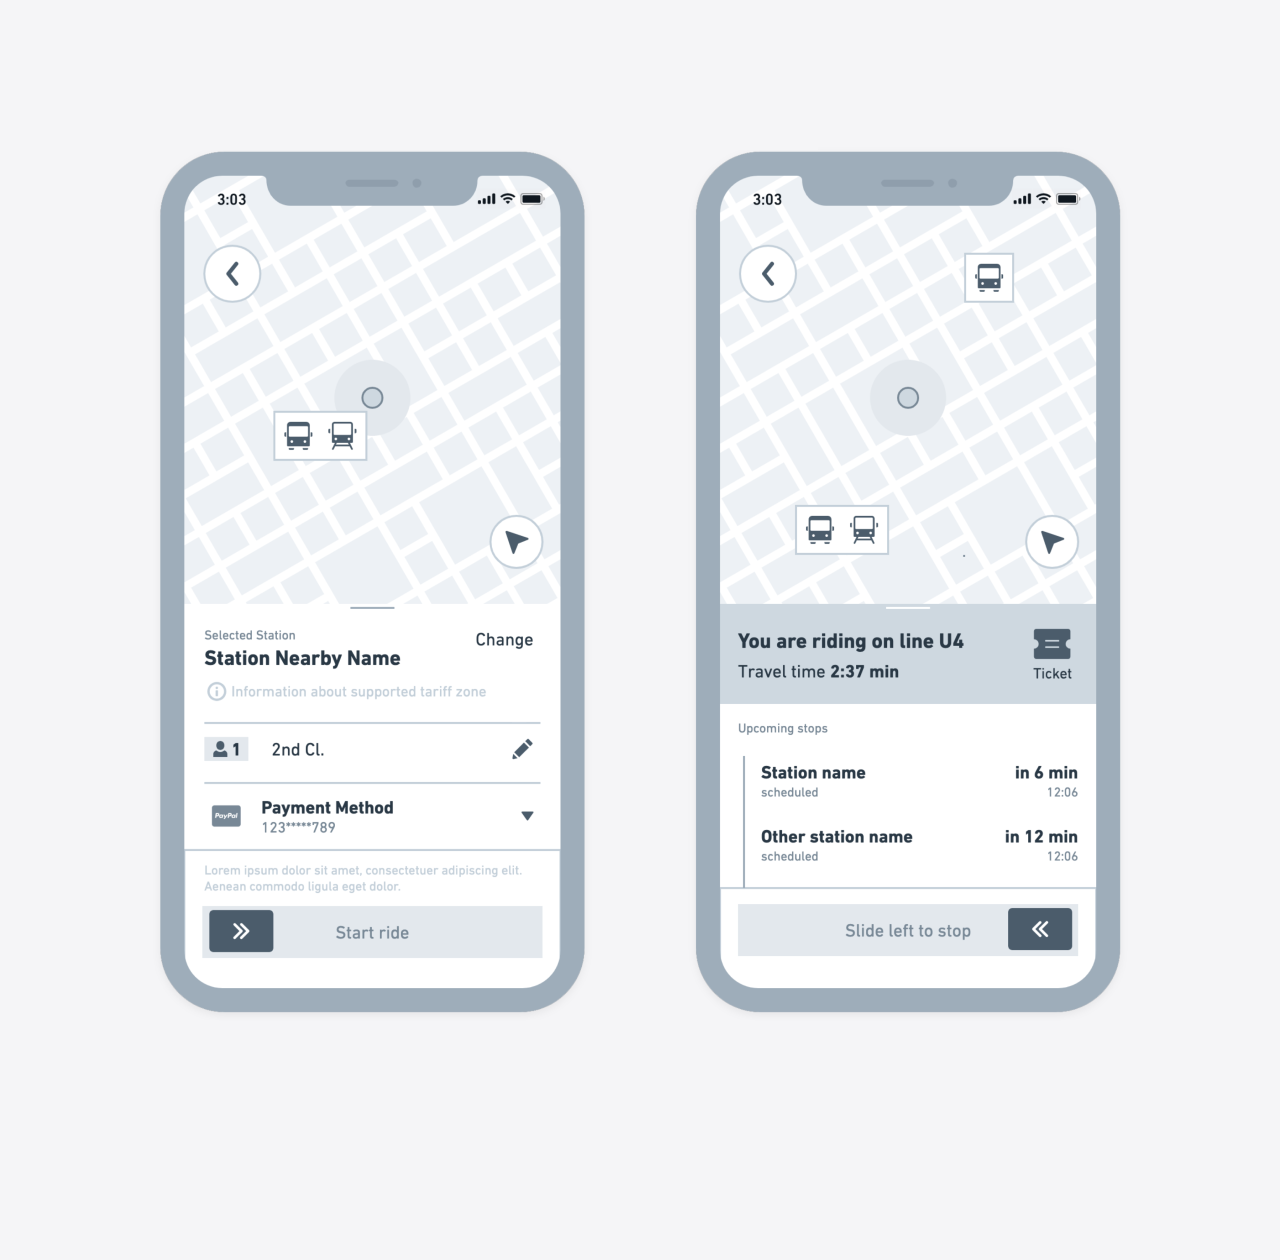 3:03
Selected Station
Change
Station Nearby Name
Information about supported tariff zone
1 2nd Cl.
PayPal
Payment Method
123*****789
Lorem ipsum dolor sit amet, consectetuer adipiscing elit.
Aenean commodo ligula eget dolor.
Start ride
3:03
You are riding on line U4
Travel time 2:37 min
Ticket
Upcoming stops
Station name in 6 min
scheduled 12:06
Other station name in 12 min
scheduled 12:06
Slide left to stop